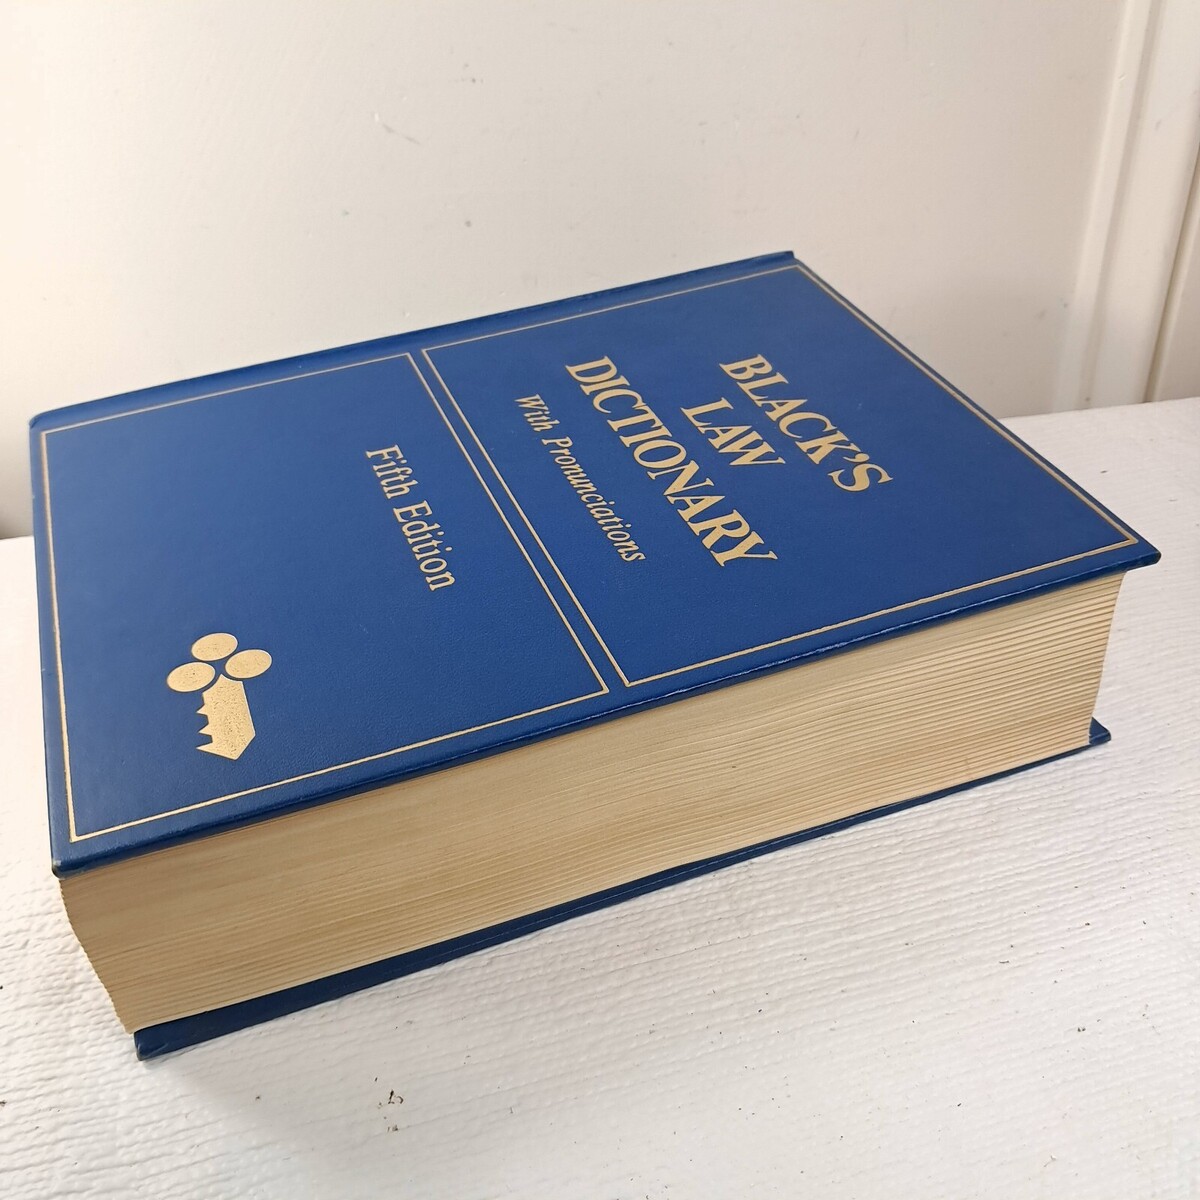 BLACK'S
LAW
DICTIONARY
With Pronunciations
Fifth Edition